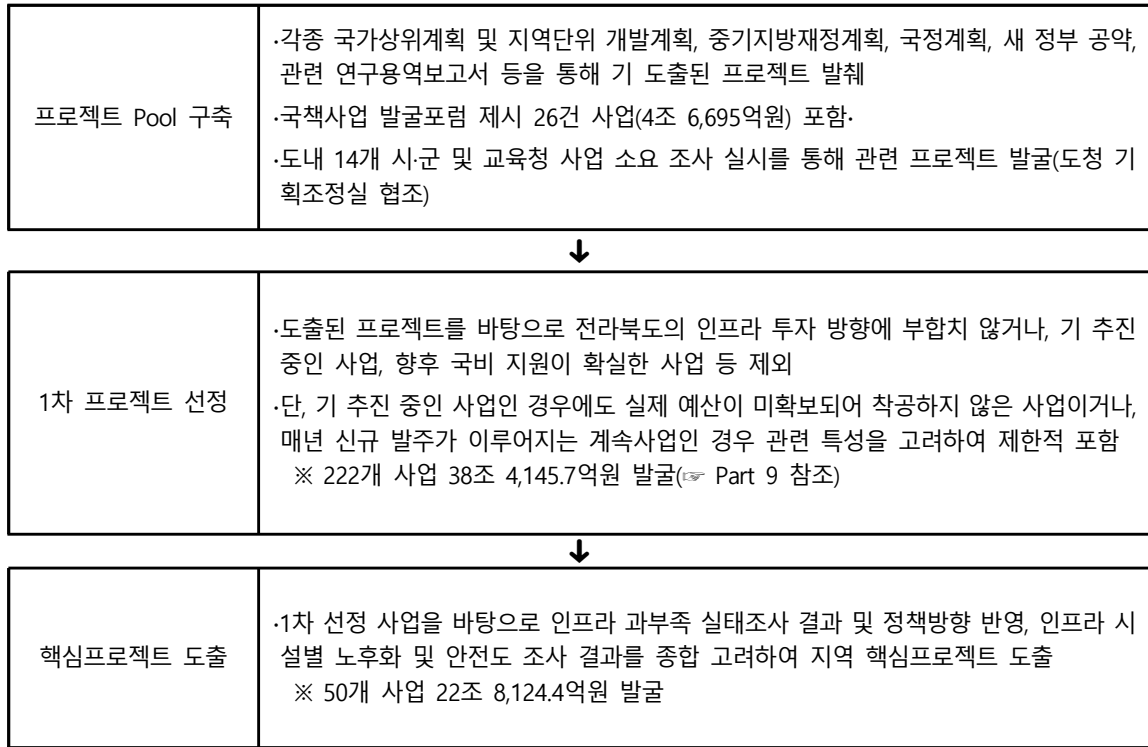 프로젝트 Pool 구축
·각종 국가상위계획 및 지역단위 개발계획, 중기지방재정계획, 국정계획, 새 정부 공약,
관련 연구용역보고서 등을 통해 기 도출된 프로젝트 발췌
·국책사업 발굴포럼 제시 26건 사업(4조 6,695억원) 포함·
·도내 14개 시·군 및 교육청 사업 소요 조사 실시를 통해 관련 프로젝트 발굴(도청 기
획조정실 협조)
↓
1차 프로젝트 선정
·도출된 프로젝트를 바탕으로 전라북도의 인프라 투자 방향에 부합치 않거나, 기 추진
중인 사업, 향후 국비 지원이 확실한 사업 등 제외
·단, 기 추진 중인 사업인 경우에도 실제 예산이 미확보되어 착공하지 않은 사업이거나,
매년 신규 발주가 이루어지는 계속사업인 경우 관련 특성을 고려하여 제한적 포함
※ 222개 사업 38조 4,145.7억원 발굴(☞ Part 9 참조)
↓
핵심프로젝트 도출
·1차 선정 사업을 바탕으로 인프라 과부족 실태조사 결과 및 정책방향 반영, 인프라 시
설별 노후화 및 안전도 조사 결과를 종합 고려하여 지역 핵심프로젝트 도출
※ 50개 사업 22조 8,124.4억원 발굴